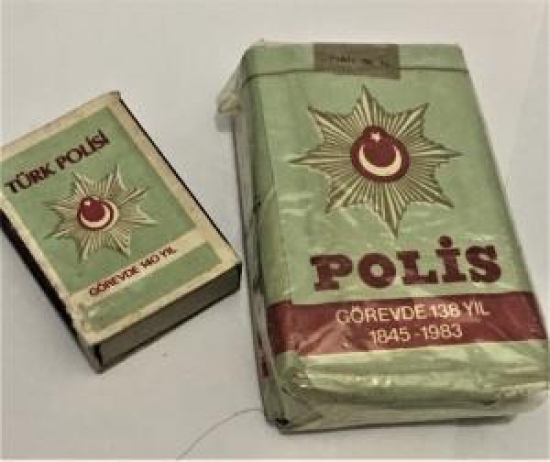 TÜRK POLİSİ
GÖREVDE 140 YIL
POLİS
GÖREVDE 138 YIL
1845-1983